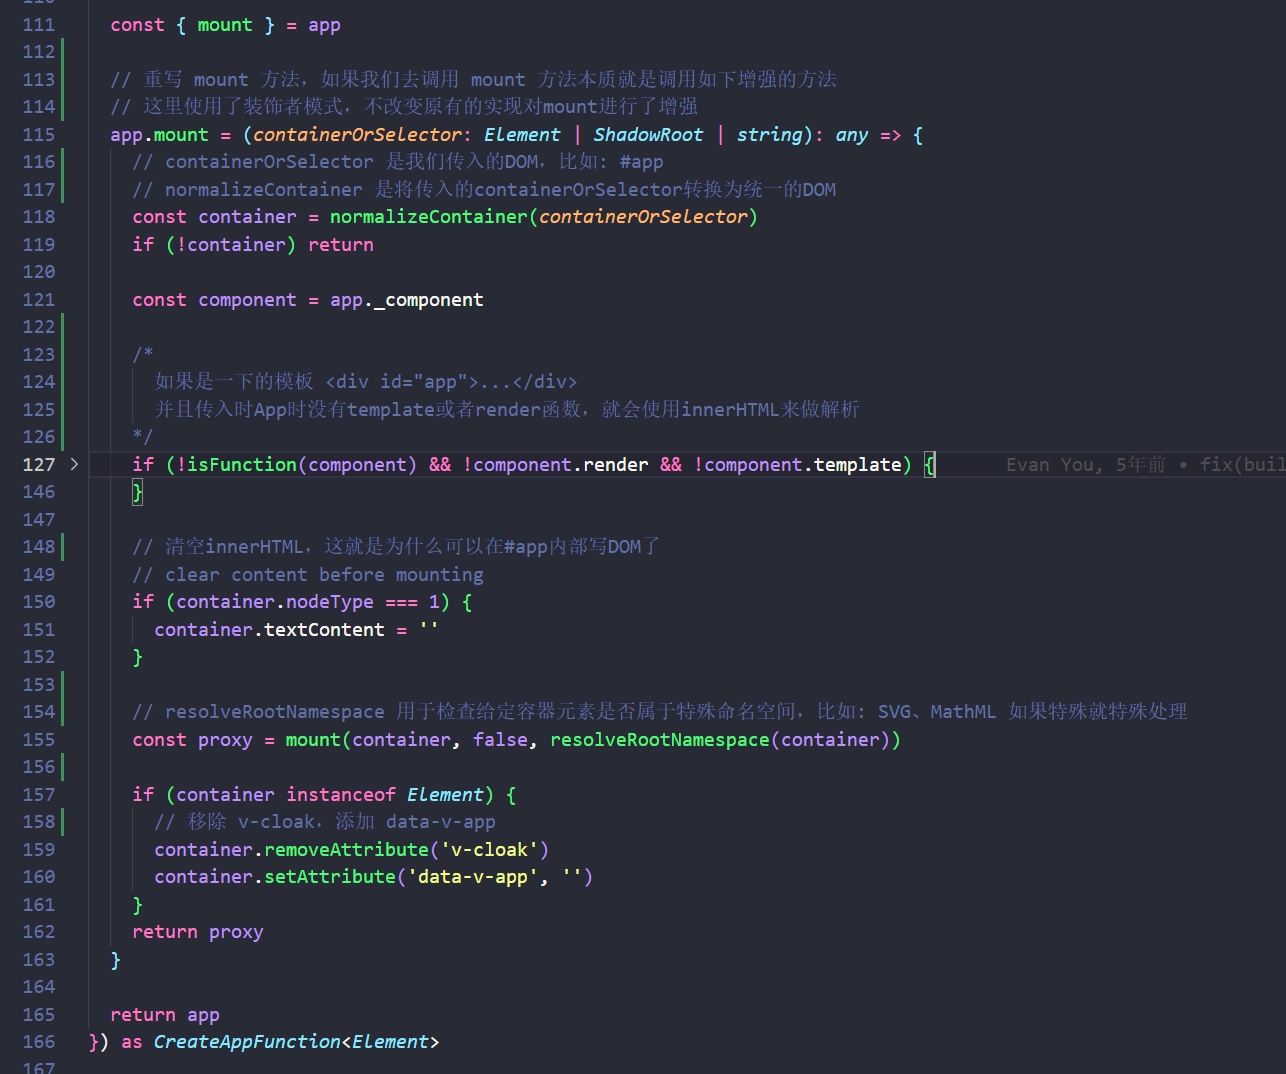 111 const { mount } = app
112
113 // 重写 mount 方法，如果我们去调用 mount 方法本质就是调用如下增强的方法
114 // 这里使用了装饰者模式，不改变原有的实现对mount进行了增强
115 app.mount = (containerOrSelector: Element | ShadowRoot | string): any => {
116 // containerOrSelector 是我们传入的DOM，比如: #app
117 // normalizeContainer 是将传入的containerOrSelector转换为统一的DOM
118 const container = normalizeContainer(containerOrSelector)
119 if (!container) return
120
121 const component = app._component
122
123 /*
124 如果是一下的模板 <div id="app">...</div>
125 并且传入时App时没有template或者render函数，就会使用innerHTML来做解析
126 */
127 if (!isFunction(component) && !component.render && !component.template) { Evan You, 5年前 • fix(buil
146 }
147
148 // 清空innerHTML，这就是为什么可以在#app内部写DOM了
149 // clear content before mounting
150 if (container.nodeType === 1) {
151 container.textContent = ''
152 }
153
154 // resolveRootNamespace 用于检查给定容器元素是否属于特殊命名空间，比如: SVG、MathML 如果特殊就特殊处理
155 const proxy = mount(container, false, resolveRootNamespace(container))
156
157 if (container instanceof Element) {
158 // 移除 v-cloak，添加 data-v-app
159 container.removeAttribute('v-cloak')
160 container.setAttribute('data-v-app', '')
161 }
162 return proxy
163 }
164
165 return app
166 }) as CreateAppFunction<Element>
167